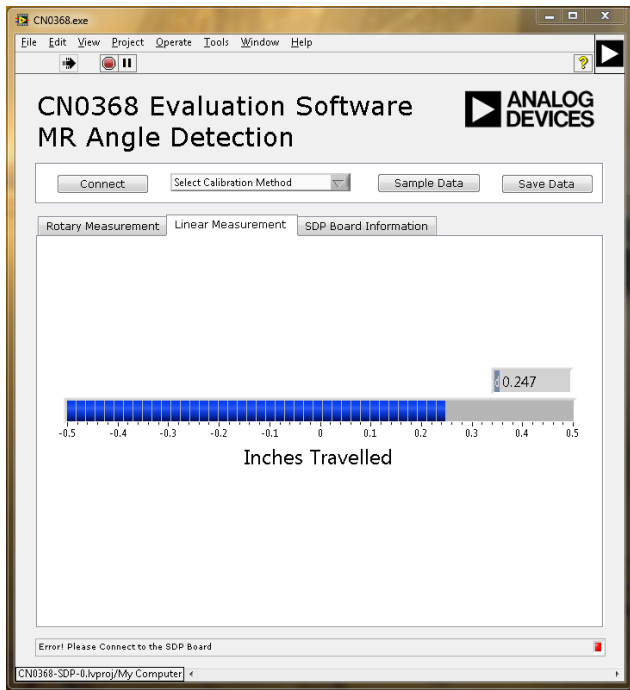 CN0368.exe
File Edit View Project Operate Tools Window Help
?
CN0368 Evaluation Software
MR Angle Detection
ANALOG
DEVICES
Connect
Select Calibration Method
Sample Data
Save Data
Rotary Measurement
Linear Measurement
SDP Board Information
d 0.247
-0.5 -0.4 -0.3 -0.2 -0.1 0 0.1 0.2 0.3 0.4 0.5
Inches Travelled
Error! Please Connect to the SDP Board
CN0368-SDP-0.lvproj/My Computer